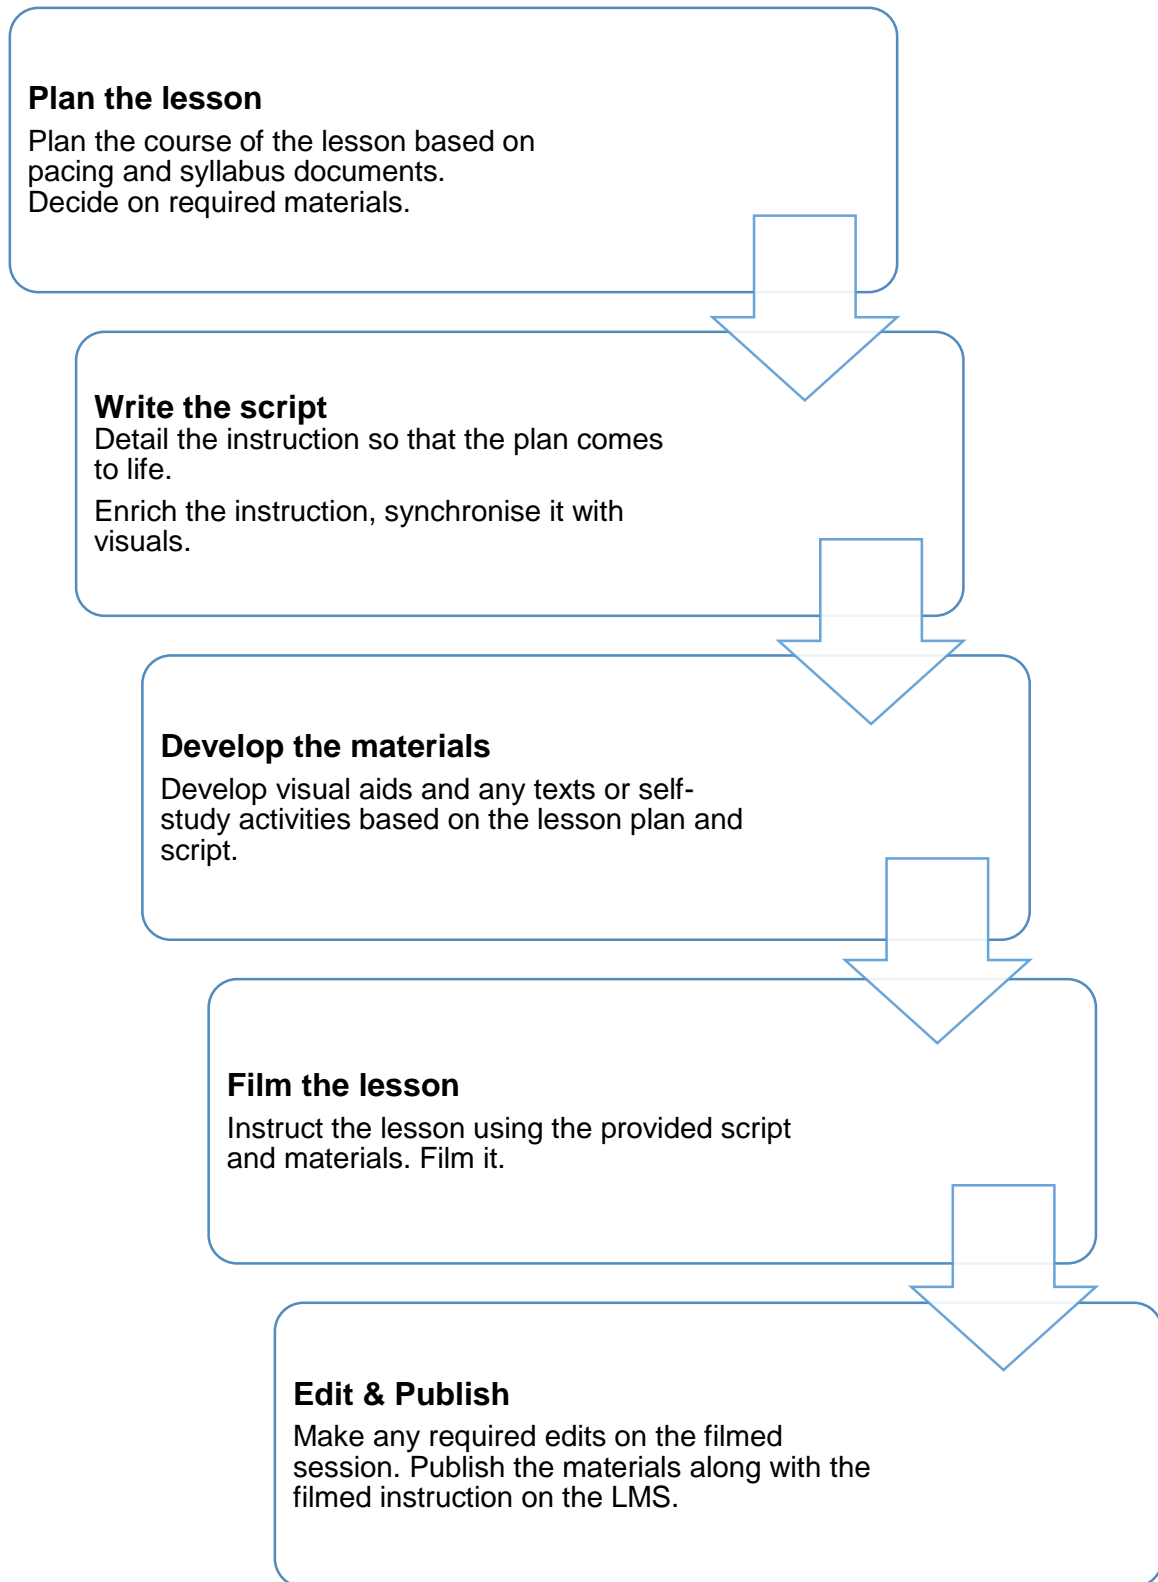 Plan the lesson
Plan the course of the lesson based on
pacing and syllabus documents.
Decide on required materials.
Write the script
Detail the instruction so that the plan comes
to life.
Enrich the instruction, synchronise it with
visuals.
Develop the materials
Develop visual aids and any texts or self-
study activities based on the lesson plan and
script.
Film the lesson
Instruct the lesson using the provided script
and materials. Film it.
Edit & Publish
Make any required edits on the filmed
session. Publish the materials along with the
filmed instruction on the LMS.